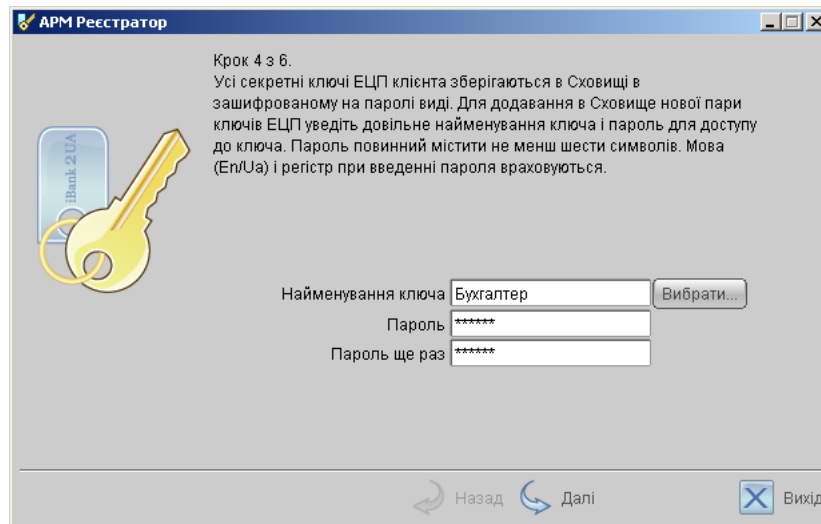 АРМ Реєстратор
Крок 4 з 6.
Усі секретні ключі ЕЦП клієнта зберігаються в Сховищі в
зашифрованому на паролі виді. Для додавання в Сховище нової пари
ключів ЕЦП уведіть довільне найменування ключа і пароль для доступу
до ключа. Пароль повинний містити не менш шести символів. Мова
(En/Ua) і регістр при введенні пароля враховуються.
iBank 2 UA
Найменування ключа Бухгалтер Вибрати...
Пароль ******
Пароль ще раз ******
Назад Далі Вихід